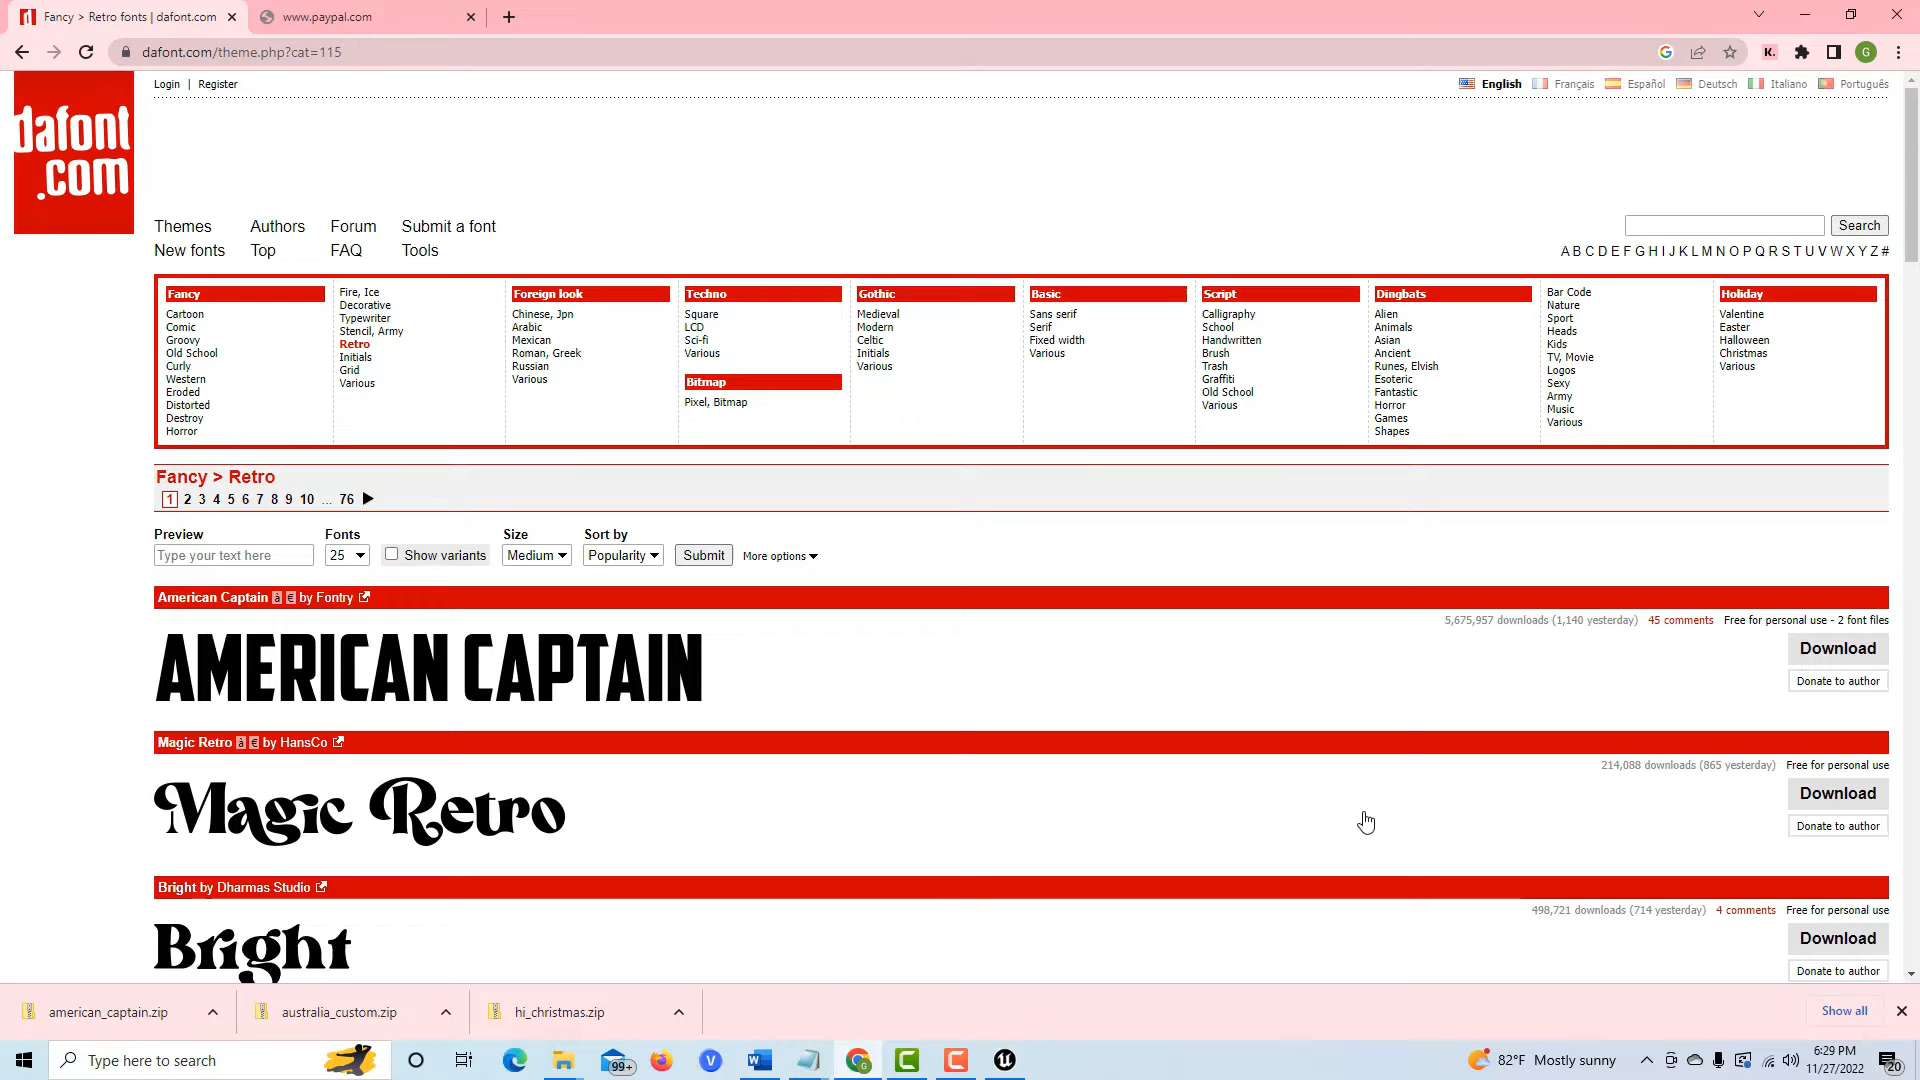 Fancy > Retro fonts | dafont.com
www.paypal.com
dafont.com/theme.php?cat=115
K.
G
dafont
.com
Login | Register
English Français Español Deutsch Italiano Português
Themes Authors Forum Submit a font
New fonts Top FAQ Tools
Search
A B C D E F G H I J K L M N O P Q R S T U V W X Y Z #
Fancy
Cartoon
Comic
Groovy
Old School
Curly
Western
Eroded
Distorted
Destroy
Horror
Fire, Ice
Decorative
Typewriter
Stencil, Army
Retro
Initials
Grid
Various
Foreign look
Chinese, Jpn
Arabic
Mexican
Roman, Greek
Russian
Various
Techno
Square
LCD
Sci-fi
Various
Bitmap
Pixel, Bitmap
Gothic
Medieval
Modern
Celtic
Initials
Various
Basic
Sans serif
Serif
Fixed width
Various
Script
Calligraphy
School
Handwritten
Brush
Trash
Graffiti
Old School
Various
Dingbats
Alien
Animals
Asian
Ancient
Runes, Elvish
Esoteric
Fantastic
Horror
Games
Shapes
Bar Code
Nature
Sport
Heads
Kids
TV, Movie
Logos
Sexy
Army
Music
Various
Holiday
Valentine
Easter
Halloween
Christmas
Various
Fancy > Retro
1 2 3 4 5 6 7 8 9 10 ... 76
Preview Fonts Size Sort by
Type your text here 25 Show variants Medium Popularity Submit More options
American Captain à € by Fontry
5,675,957 downloads (1,140 yesterday) 45 comments Free for personal use - 2 font files
AMERICAN CAPTAIN
Download
Donate to author
Magic Retro à € by HansCo
214,088 downloads (865 yesterday) Free for personal use
Magic Retro
Download
Donate to author
Bright by Dharmas Studio
498,721 downloads (714 yesterday) 4 comments Free for personal use
Bright
Download
Donate to author
american_captain.zip
australia_custom.zip
hi_christmas.zip
Show all
Type here to search
99+
V
W
G
82°F Mostly sunny
6:29 PM
11/27/2022
20